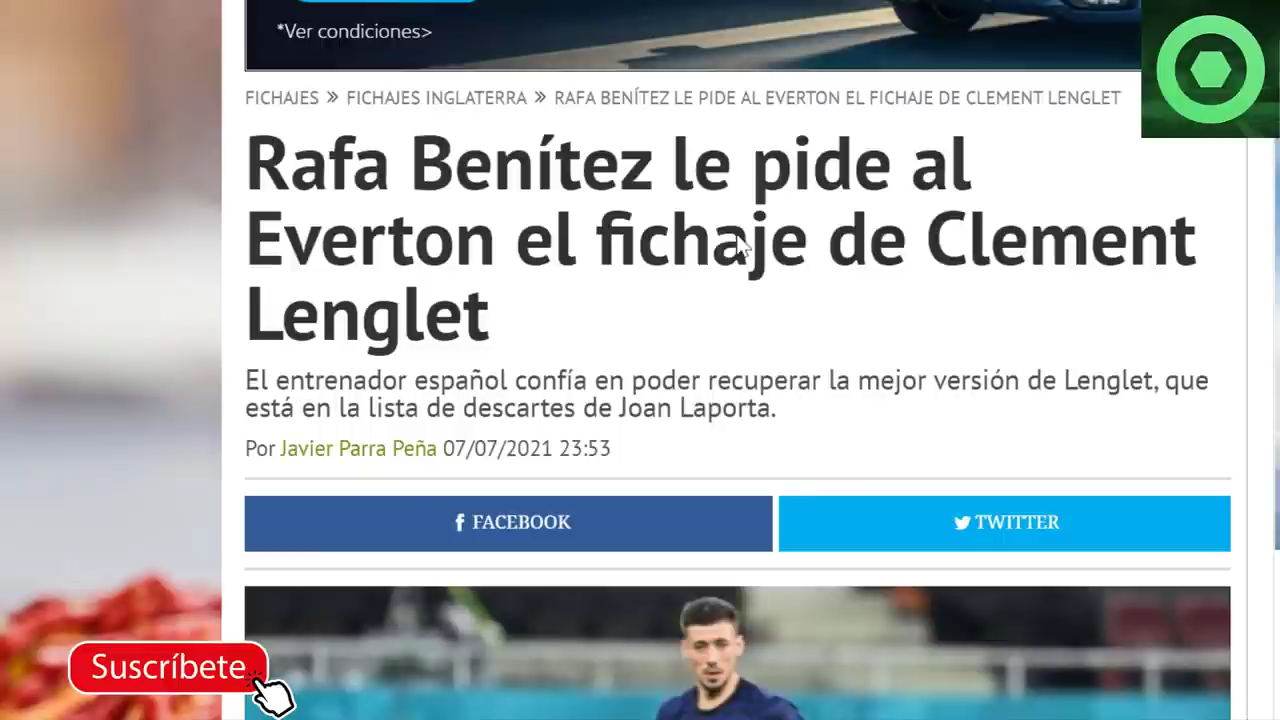 *Ver condiciones>
FICHAJES » FICHAJES INGLATERRA » RAFA BENÍTEZ LE PIDE AL EVERTON EL FICHAJE DE CLEMENT LENGLET
Rafa Benítez le pide al
Everton el fichaje de Clement
Lenglet
El entrenador español confía en poder recuperar la mejor versión de Lenglet, que
está en la lista de descartes de Joan Laporta.
Por Javier Parra Peña 07/07/2021 23:53
FACEBOOK
TWITTER
Suscríbete